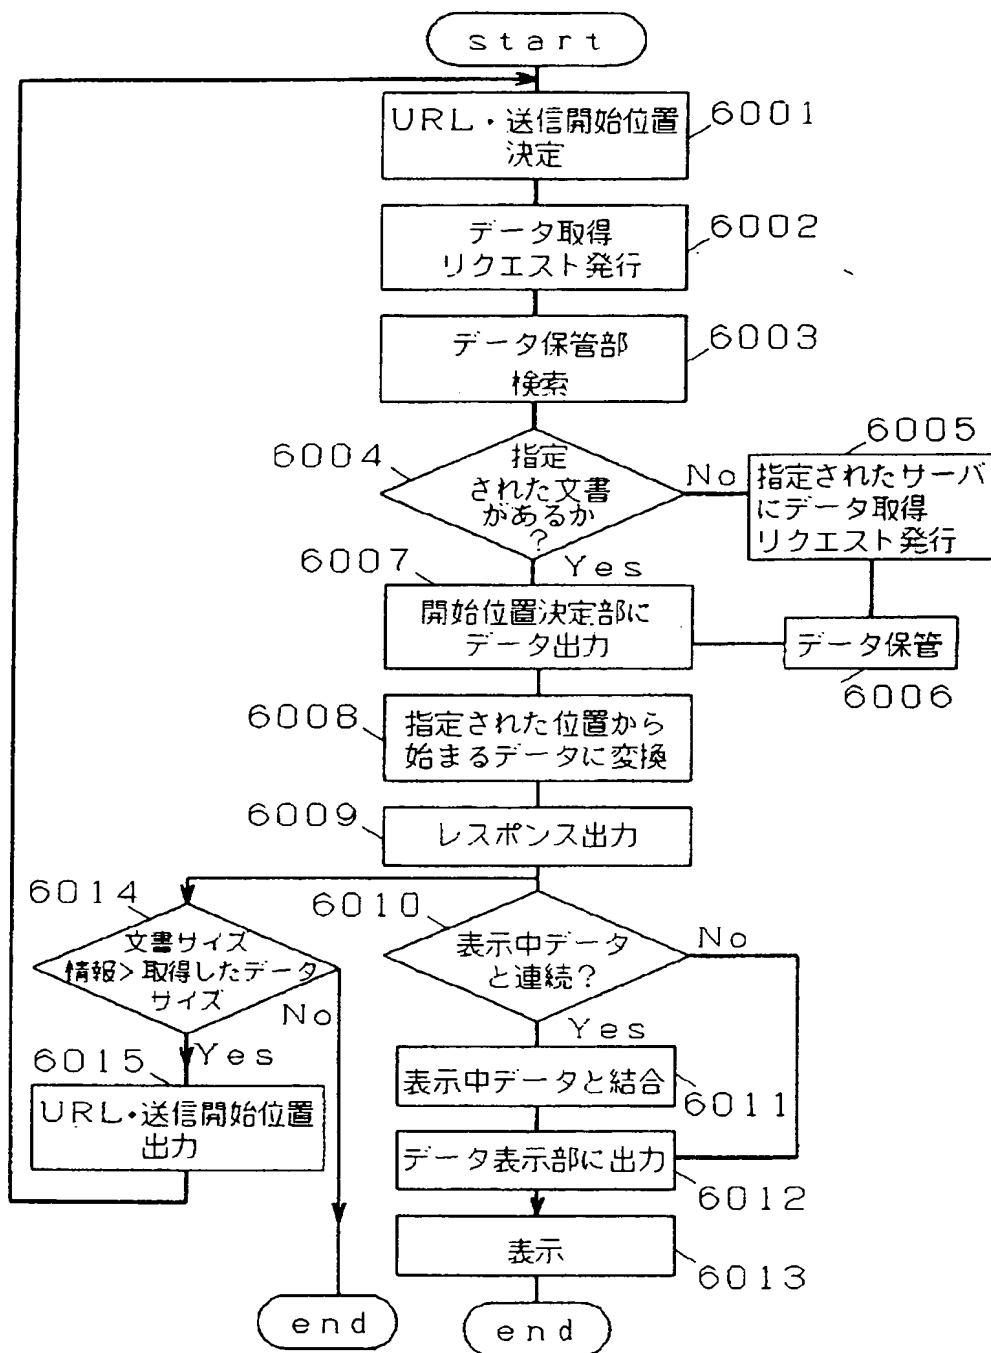 start
URL・送信開始位置
決定
6001
データ取得
リクエスト発行
6002
データ保管部
検索
6003
6004
指定
された文書
があるか
?
No
Yes
6005
指定されたサーバ
にデータ取得
リクエスト発行
6007
開始位置決定部に
データ出力
データ保管
6006
6008
指定された位置から
始まるデータに変換
6009
レスポンス出力
6014
文書サイズ
情報>取得したデータ
サイズ
No
Yes
6010
表示中データ
と連続?
No
Yes
6015
URL・送信開始位置
出力
表示中データと結合
6011
データ表示部に出力
6012
表示
6013
end
end